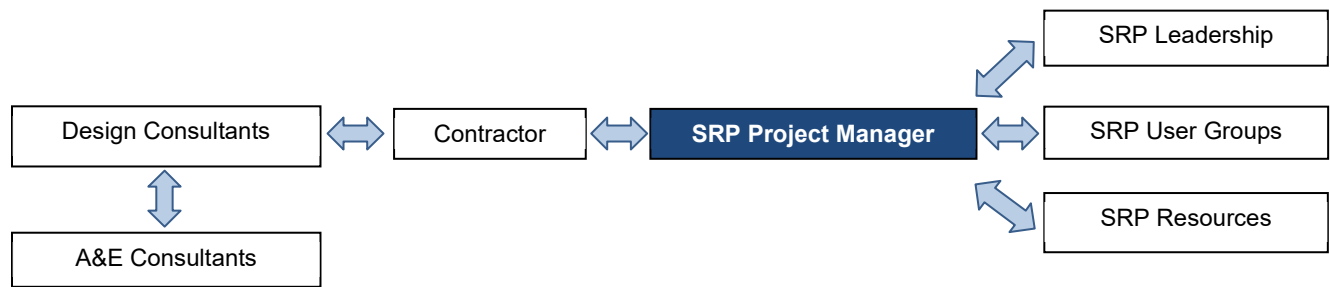 SRP Leadership
Design Consultants
Contractor
SRP Project Manager
SRP User Groups
SRP Resources
A&E Consultants